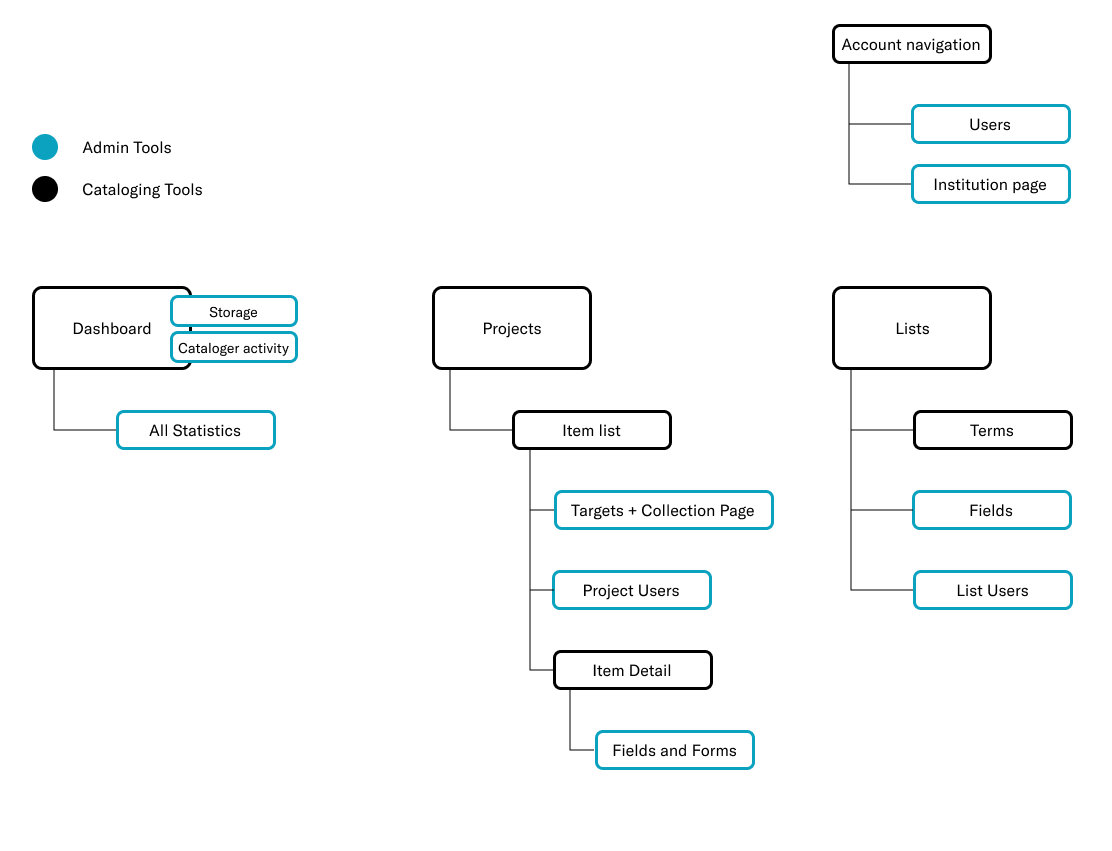 Account navigation
Users
Institution page
Admin Tools
Cataloging Tools
Dashboard
Storage
Cataloger activity
All Statistics
Projects
Item list
Targets + Collection Page
Project Users
Item Detail
Fields and Forms
Lists
Terms
Fields
List Users